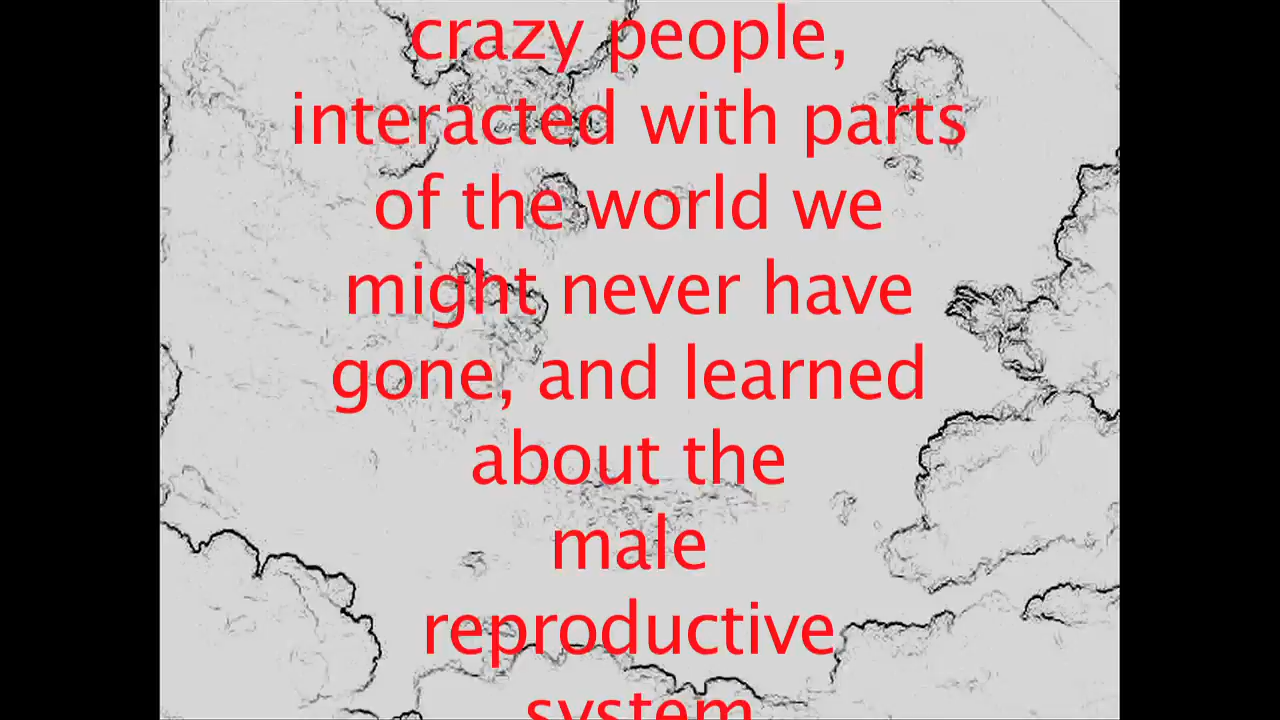 crazy people,
interacted with parts
of the world we
might never have
gone, and learned
about the
male
reproductive
system